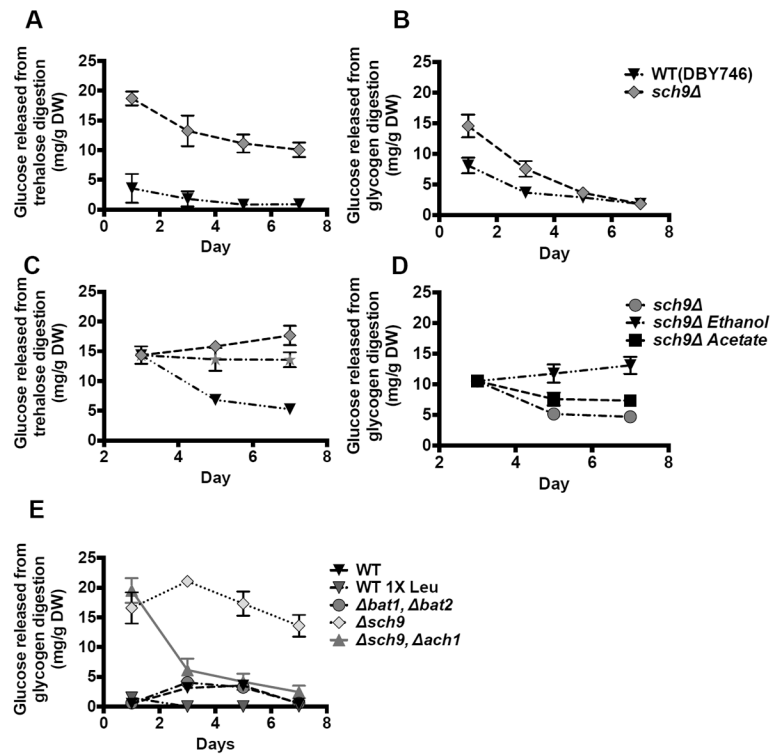 A
Glucose released from
trehalose digestion
(mg/g DW)
25
20
15
10
5
0
0 2 4 6 8
Day
B
Glucose released from
glycogen digestion
(mg/g DW)
25
20
15
10
5
0
0 2 4 6 8
Day
WT(DBY746)
sch9Δ
C
Glucose released from
trehalose digestion
(mg/g DW)
25
20
15
10
5
0
2 4 6 8
Day
D
Glucose released from
glycogen digestion
(mg/g DW)
25
20
15
10
5
0
2 4 6 8
Day
sch9Δ
sch9Δ Ethanol
sch9Δ Acetate
E
Glucose released from
glycogen digestion
(mg/g DW)
25
20
15
10
5
0
0 2 4 6 8
Days
WT
WT 1X Leu
Δbat1, Δbat2
Δsch9
Δsch9, Δach1